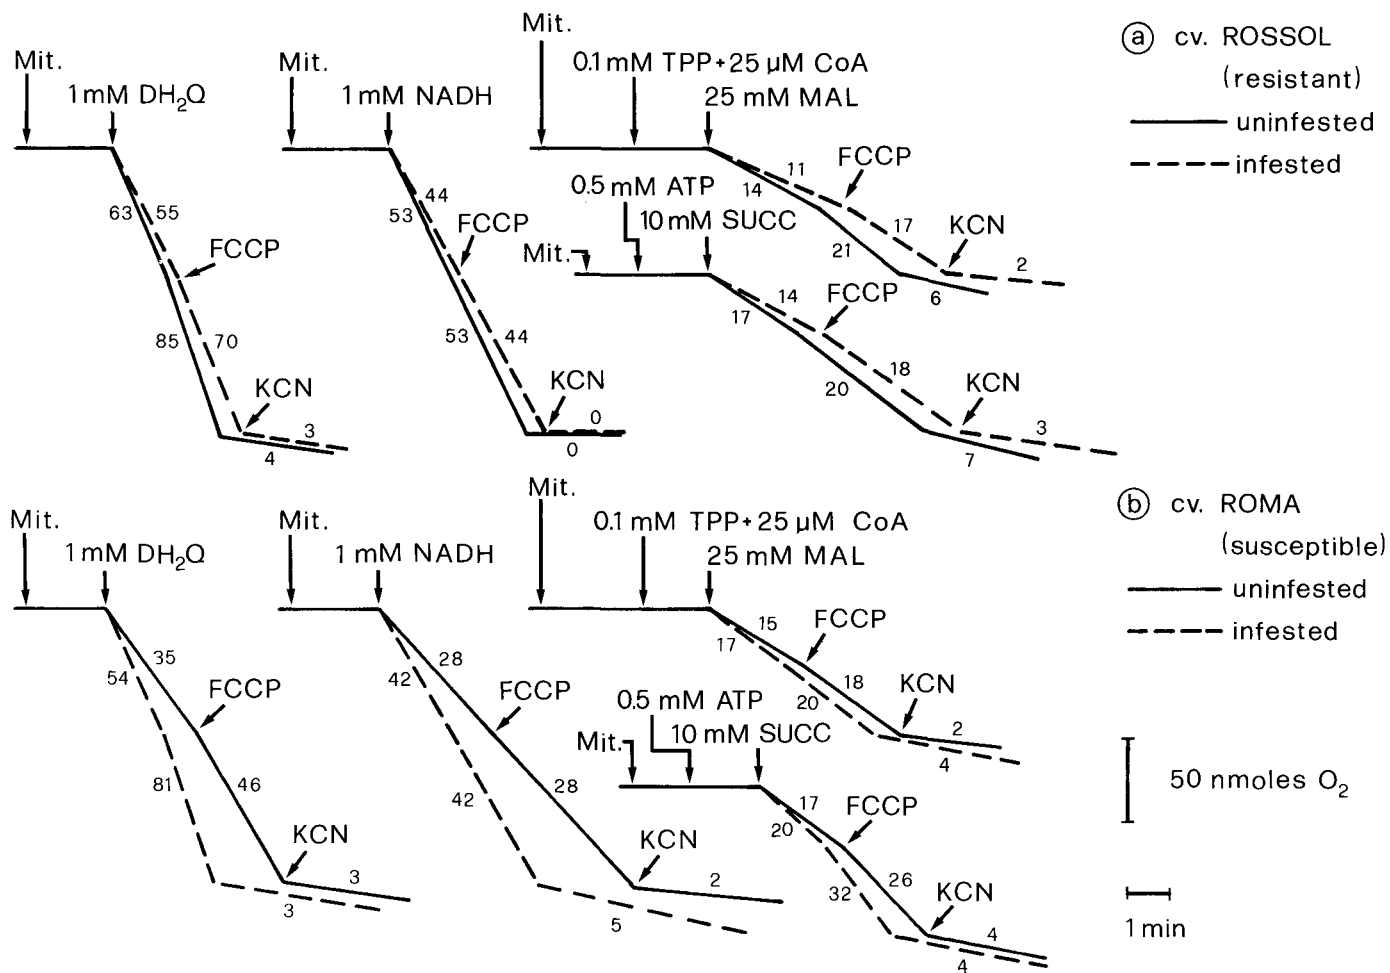 Mit.
1 mM DH₂Q
63
55
FCCP
85
70
KCN
3
4
Mit.
1 mM NADH
44
53
FCCP
53
44
KCN
0
0
Mit.
0.1 mM TPP+25 µM CoA
25 mM MAL
11
14
FCCP
17
21
KCN
2
6
0.5 mM ATP
10 mM SUCC
Mit.
14
17
FCCP
18
20
KCN
3
7
a cv. ROSSOL
(resistant)
uninfested
infested
Mit.
1 mM DH₂Q
35
54
FCCP
81
46
KCN
3
3
Mit.
1 mM NADH
28
42
FCCP
28
42
KCN
2
5
Mit.
0.1 mM TPP+25 µM CoA
25 mM MAL
15
17
FCCP
18
20
KCN
2
4
0.5 mM ATP
10 mM SUCC
Mit.
17
20
FCCP
26
32
KCN
4
4
b cv. ROMA
(susceptible)
uninfested
infested
50 nmoles O₂
1 min